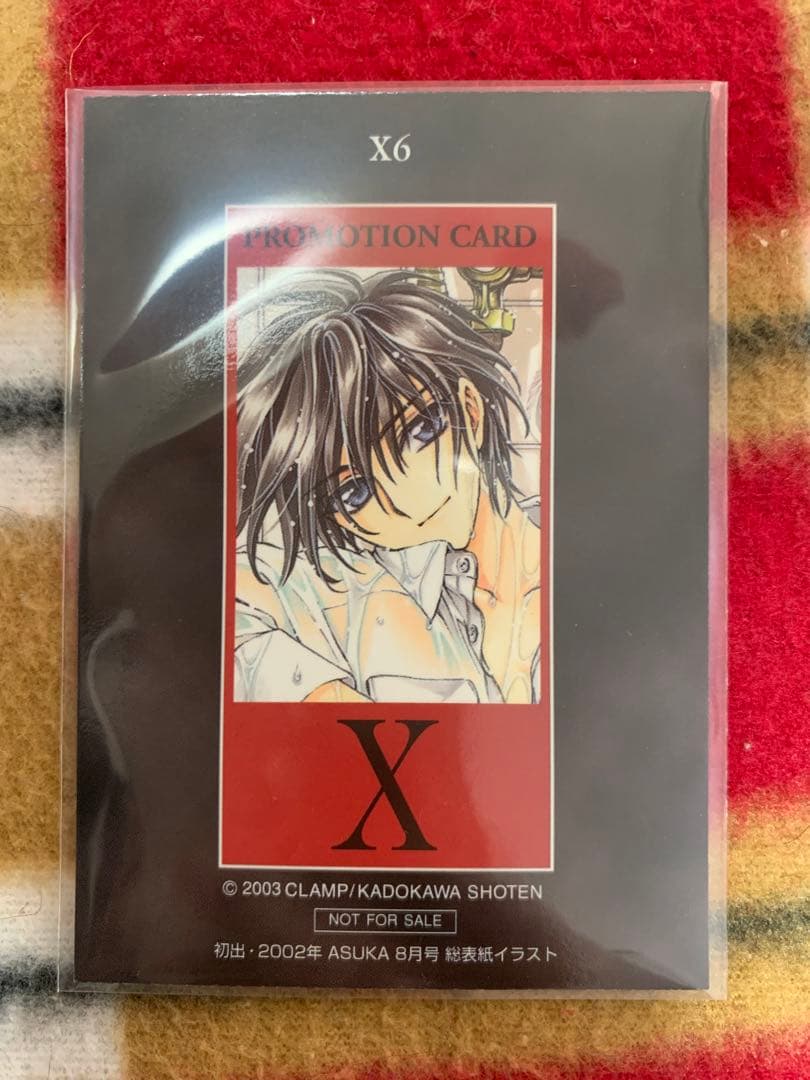 X6
PROMOTION CARD
X
© 2003 CLAMP/KADOKAWA SHOTEN
NOT FOR SALE
初出・2002年 ASUKA 8月号 総表紙イラスト